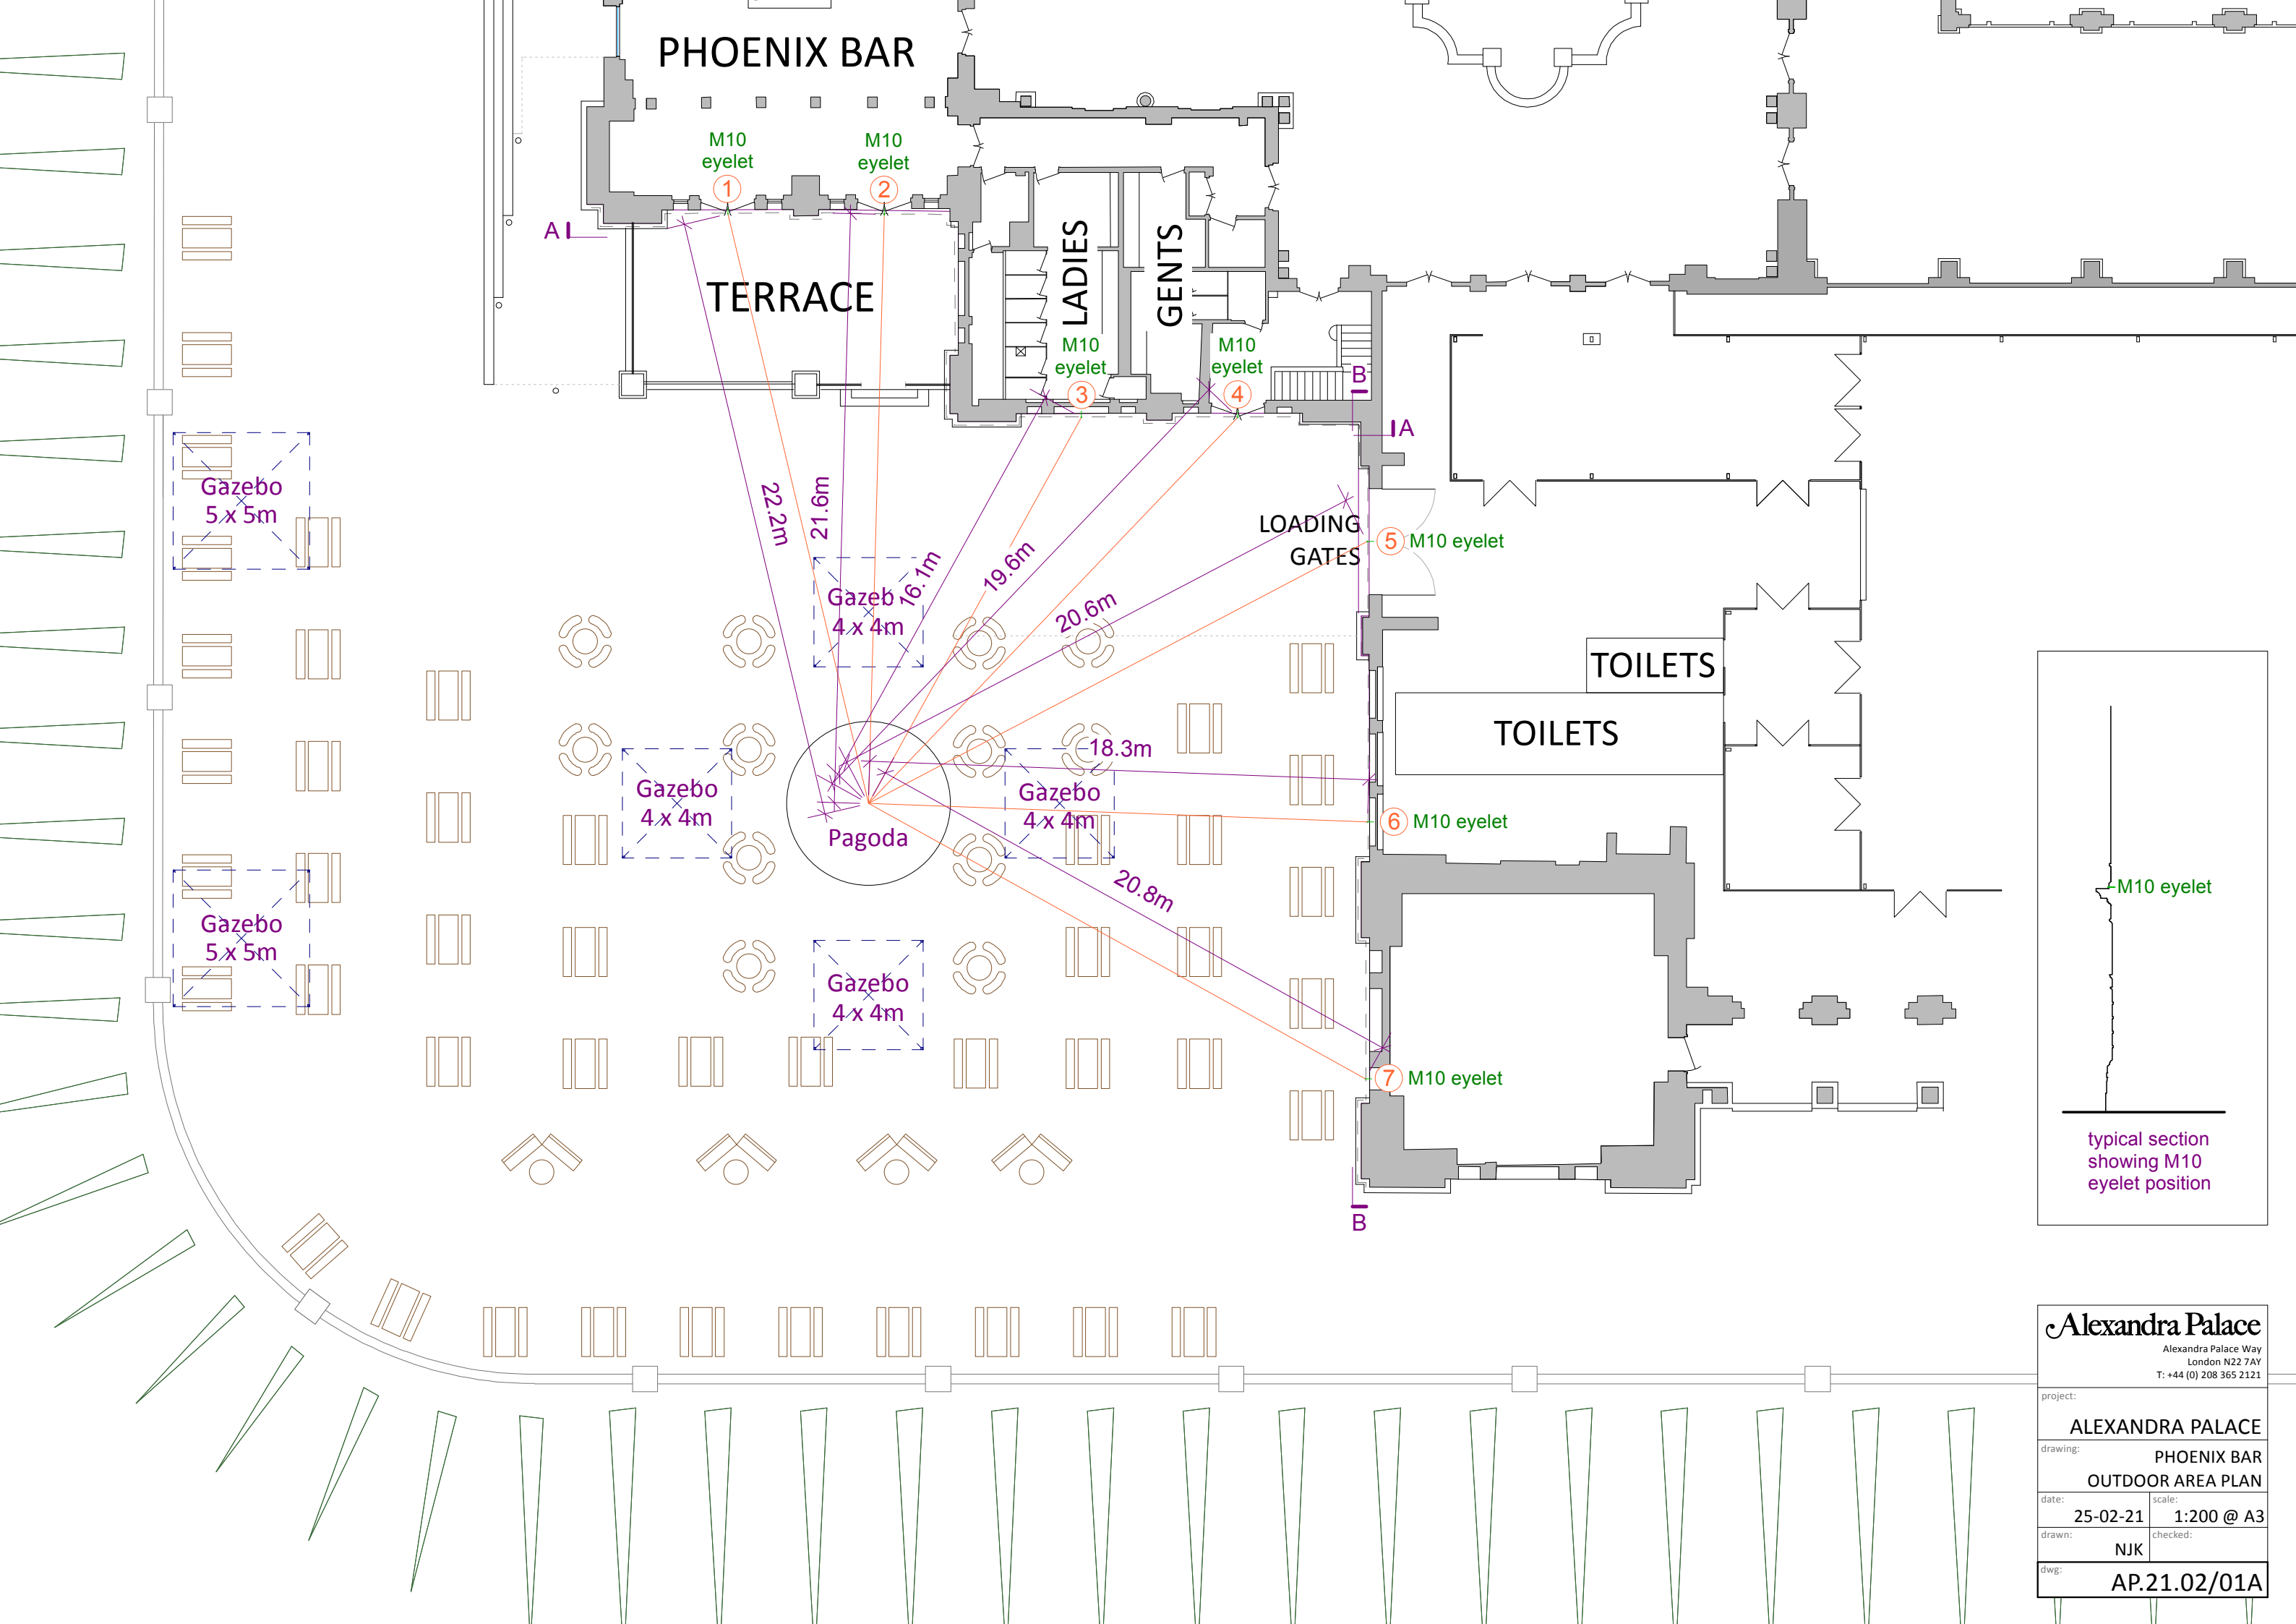 PHOENIX BAR
M10
eyelet
1
M10
eyelet
2
A
TERRACE
LADIES
GENTS
M10
eyelet
3
M10
eyelet
4
B
A
22.2m
21.6m
16.1m
19.6m
20.6m
18.3m
20.8m
LOADING
GATES
5
M10 eyelet
Gazebo
5 x 5m
Gazeb
4 x 4m
TOILETS
TOILETS
Gazebo
4 x 4m
Pagoda
Gazebo
4 x 4m
6
M10 eyelet
Gazebo
5 x 5m
Gazebo
4 x 4m
7
M10 eyelet
B
M10 eyelet
typical section
showing M10
eyelet position
Alexandra Palace
Alexandra Palace Way
London N22 7AY
T: +44 (0) 208 365 2121
project:
ALEXANDRA PALACE
drawing:
PHOENIX BAR
OUTDOOR AREA PLAN
date:
25-02-21
scale:
1:200 @ A3
drawn:
NJK
checked:
dwg:
AP.21.02/01A